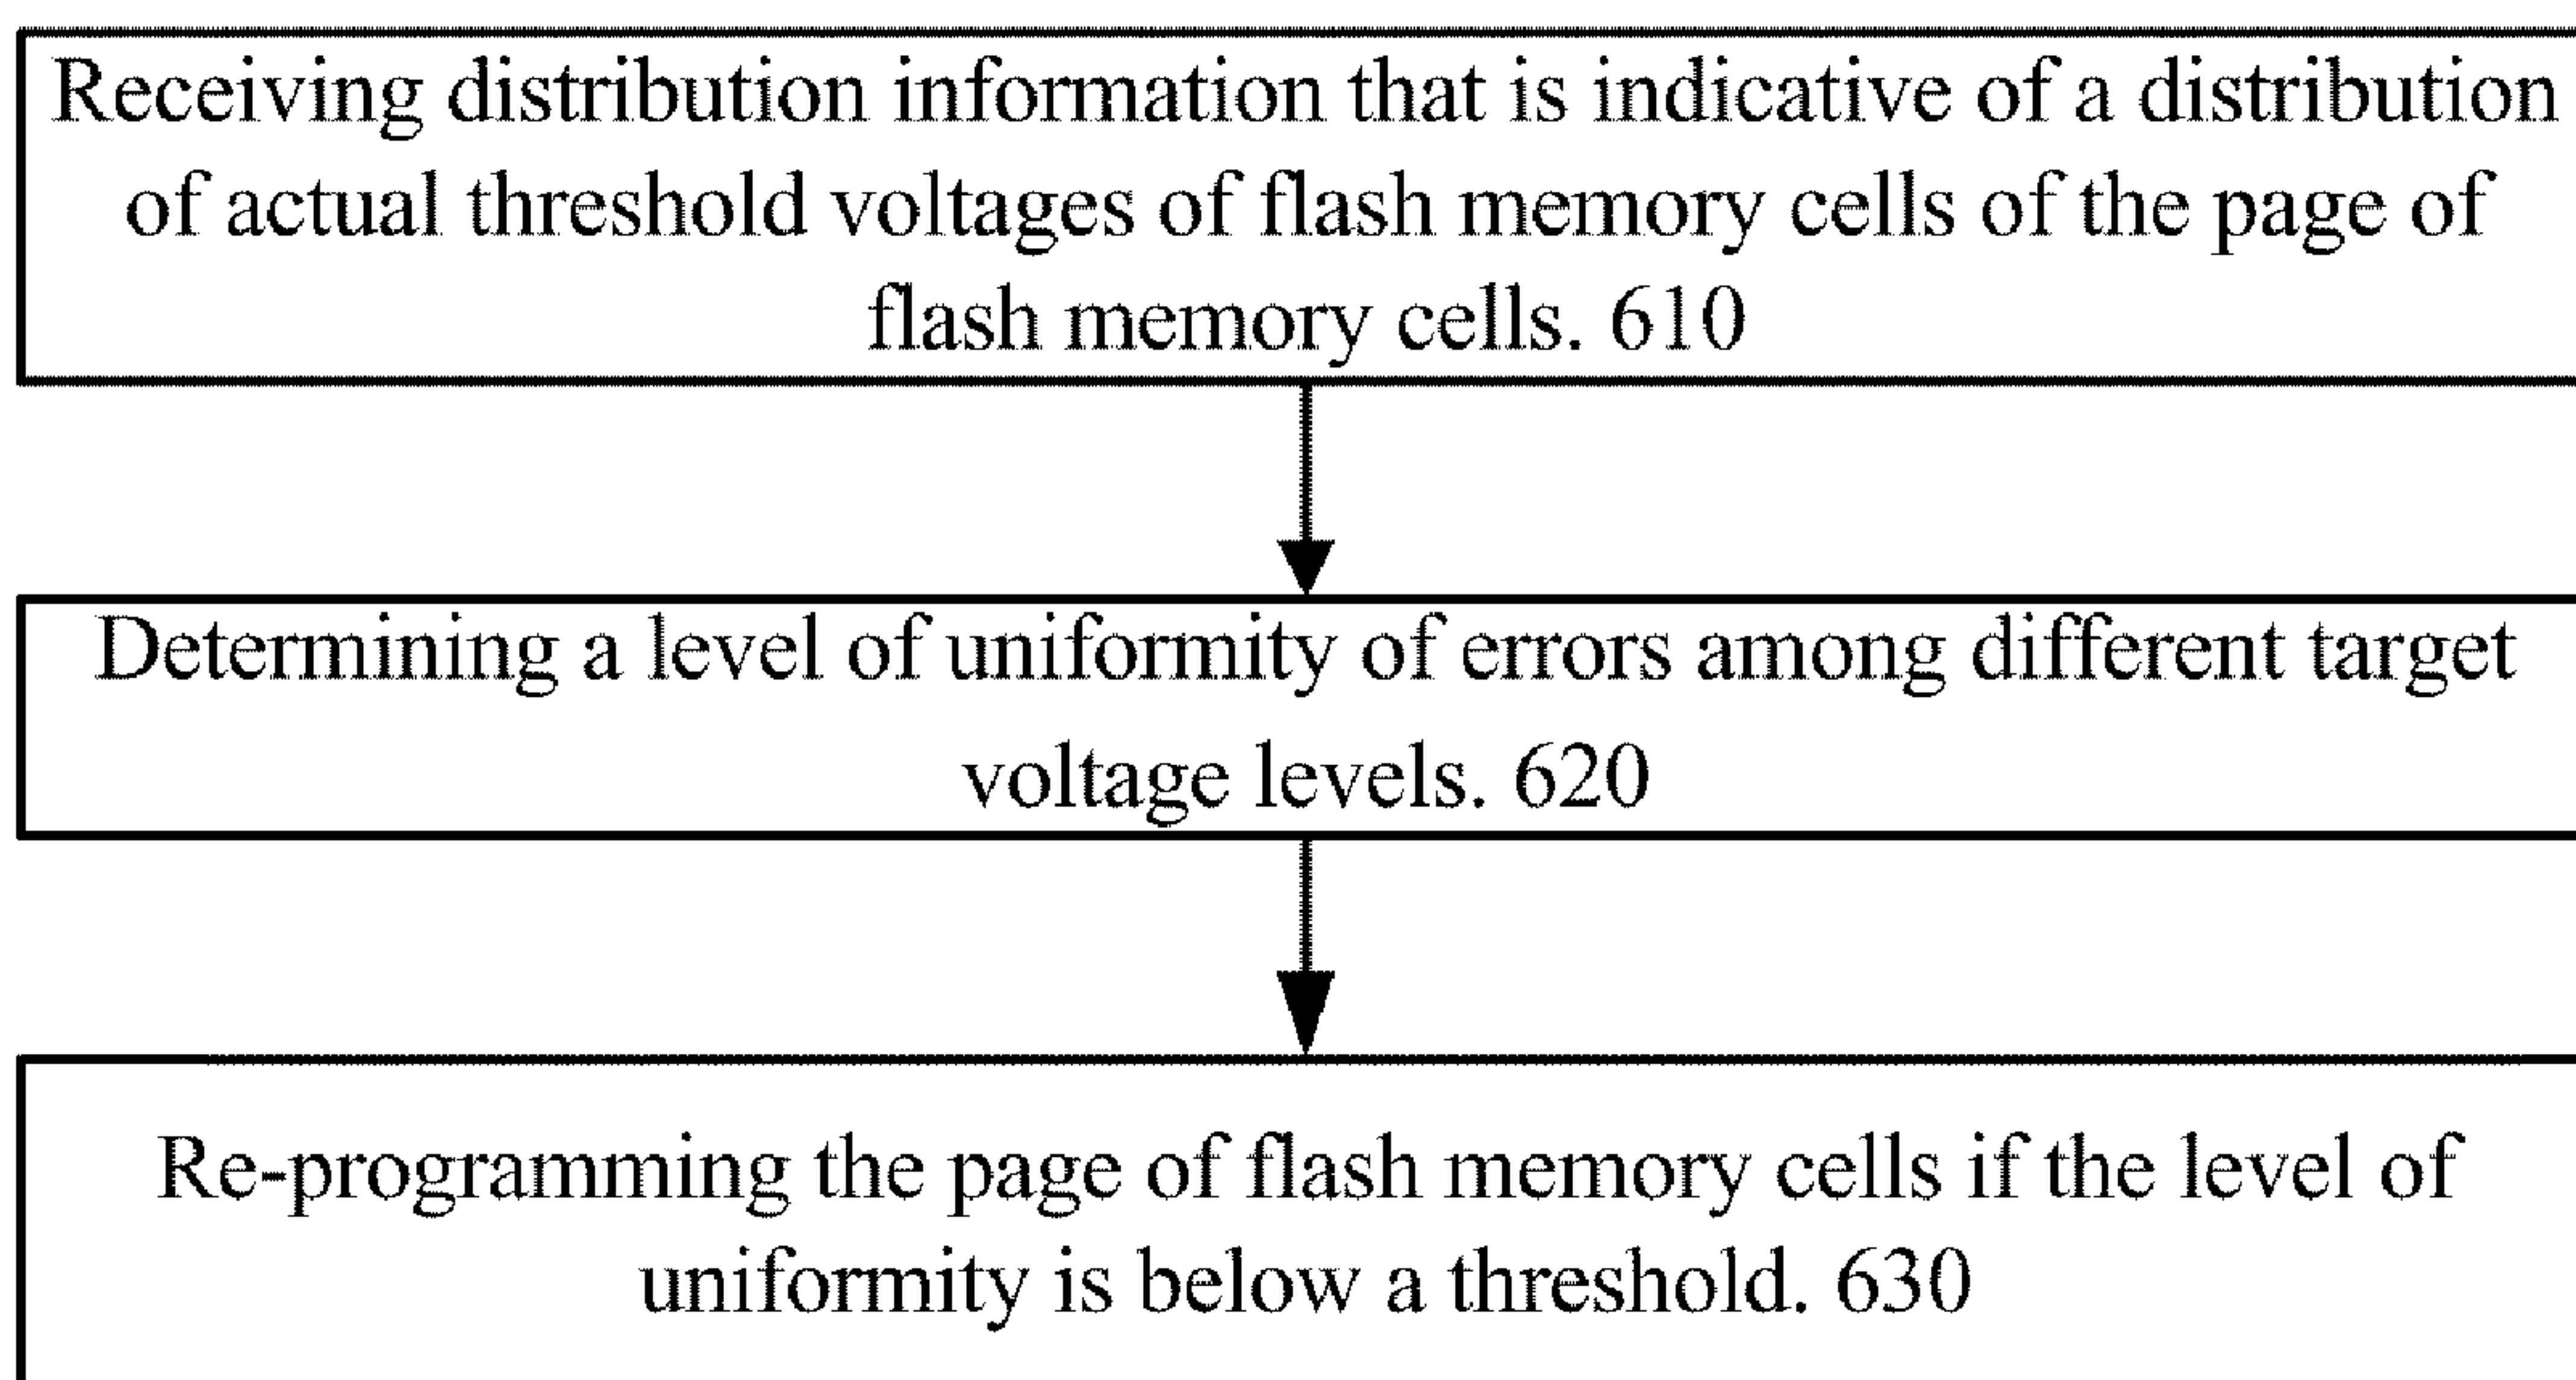 Receiving distribution information that is indicative of a distribution
of actual threshold voltages of flash memory cells of the page of
flash memory cells. 610
Determining a level of uniformity of errors among different target
voltage levels. 620
Re-programming the page of flash memory cells if the level of
uniformity is below a threshold. 630